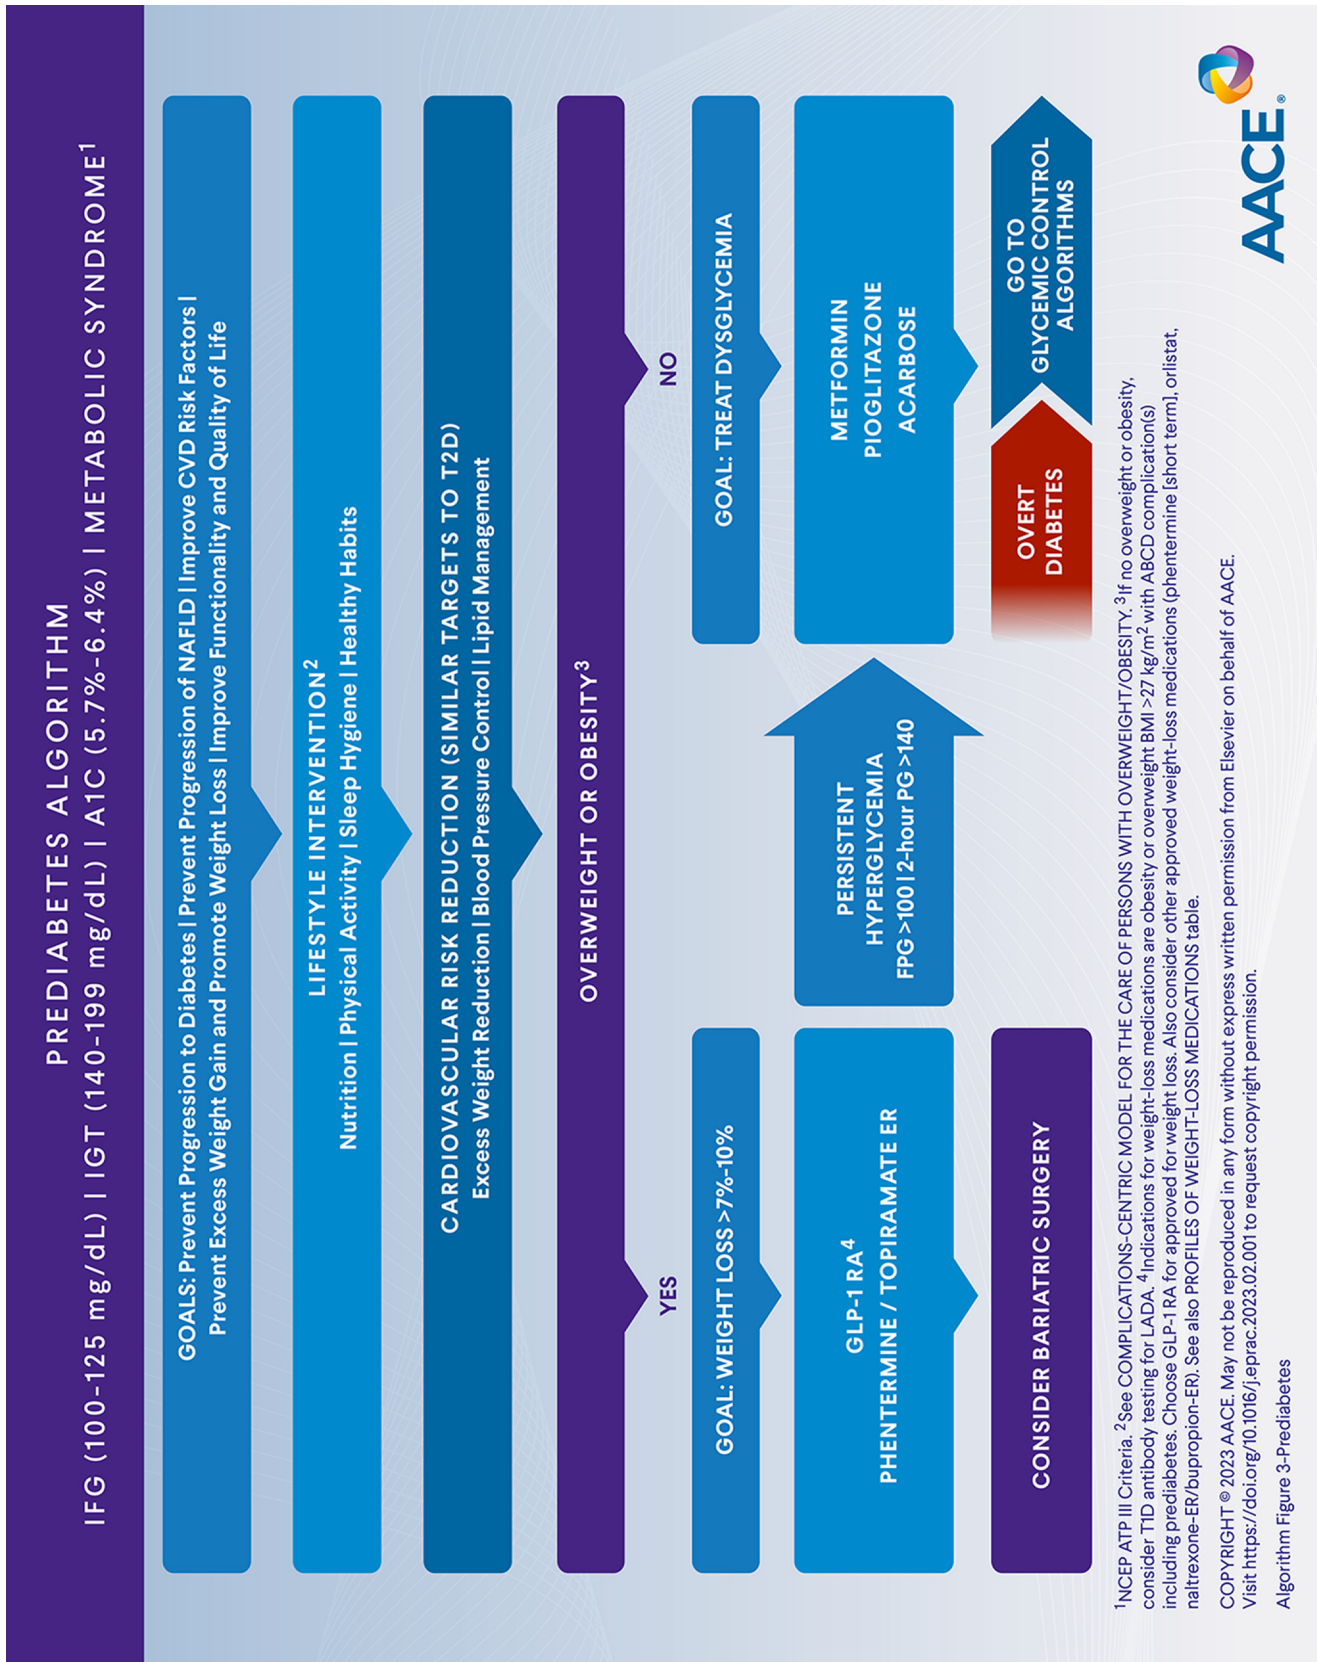 PREDIABETES ALGORITHM
IFG (100-125 mg/dL) | IGT (140-199 mg/dL) | A1C (5.7%-6.4%) | METABOLIC SYNDROME¹
GOALS: Prevent Progression to Diabetes | Prevent Progression of NAFLD | Improve CVD Risk Factors |
Prevent Excess Weight Gain and Promote Weight Loss | Improve Functionality and Quality of Life
LIFESTYLE INTERVENTION²
Nutrition | Physical Activity | Sleep Hygiene | Healthy Habits
CARDIOVASCULAR RISK REDUCTION (SIMILAR TARGETS TO T2D)
Excess Weight Reduction | Blood Pressure Control | Lipid Management
OVERWEIGHT OR OBESITY³
YES
NO
GOAL: WEIGHT LOSS >7%-10%
GOAL: TREAT DYSGLYCEMIA
GLP-1 RA⁴
PHENTERMINE / TOPIRAMATE ER
PERSISTENT
HYPERGLYCEMIA
FPG >100 | 2-hour PG >140
METFORMIN
PIOGLITAZONE
ACARBOSE
CONSIDER BARIATRIC SURGERY
OVERT
DIABETES
GO TO
GLYCEMIC CONTROL
ALGORITHMS
¹NCEP ATP III Criteria. ²See COMPLICATIONS-CENTRIC MODEL FOR THE CARE OF PERSONS WITH OVERWEIGHT/OBESITY. ³If no overweight or obesity,
consider T1D antibody testing for LADA. ⁴Indications for weight-loss medications are obesity or overweight BMI >27 kg/m² with ABCD complication(s)
including prediabetes. Choose GLP-1 RA for approved for weight loss. Also consider other approved weight-loss medications (phentermine [short term], orlistat,
naltrexone-ER/bupropion-ER). See also PROFILES OF WEIGHT-LOSS MEDICATIONS table.
COPYRIGHT © 2023 AACE. May not be reproduced in any form without express written permission from Elsevier on behalf of AACE.
Visit https://doi.org/10.1016/j.eprac.2023.02.001 to request copyright permission.
Algorithm Figure 3-Prediabetes
AACE®